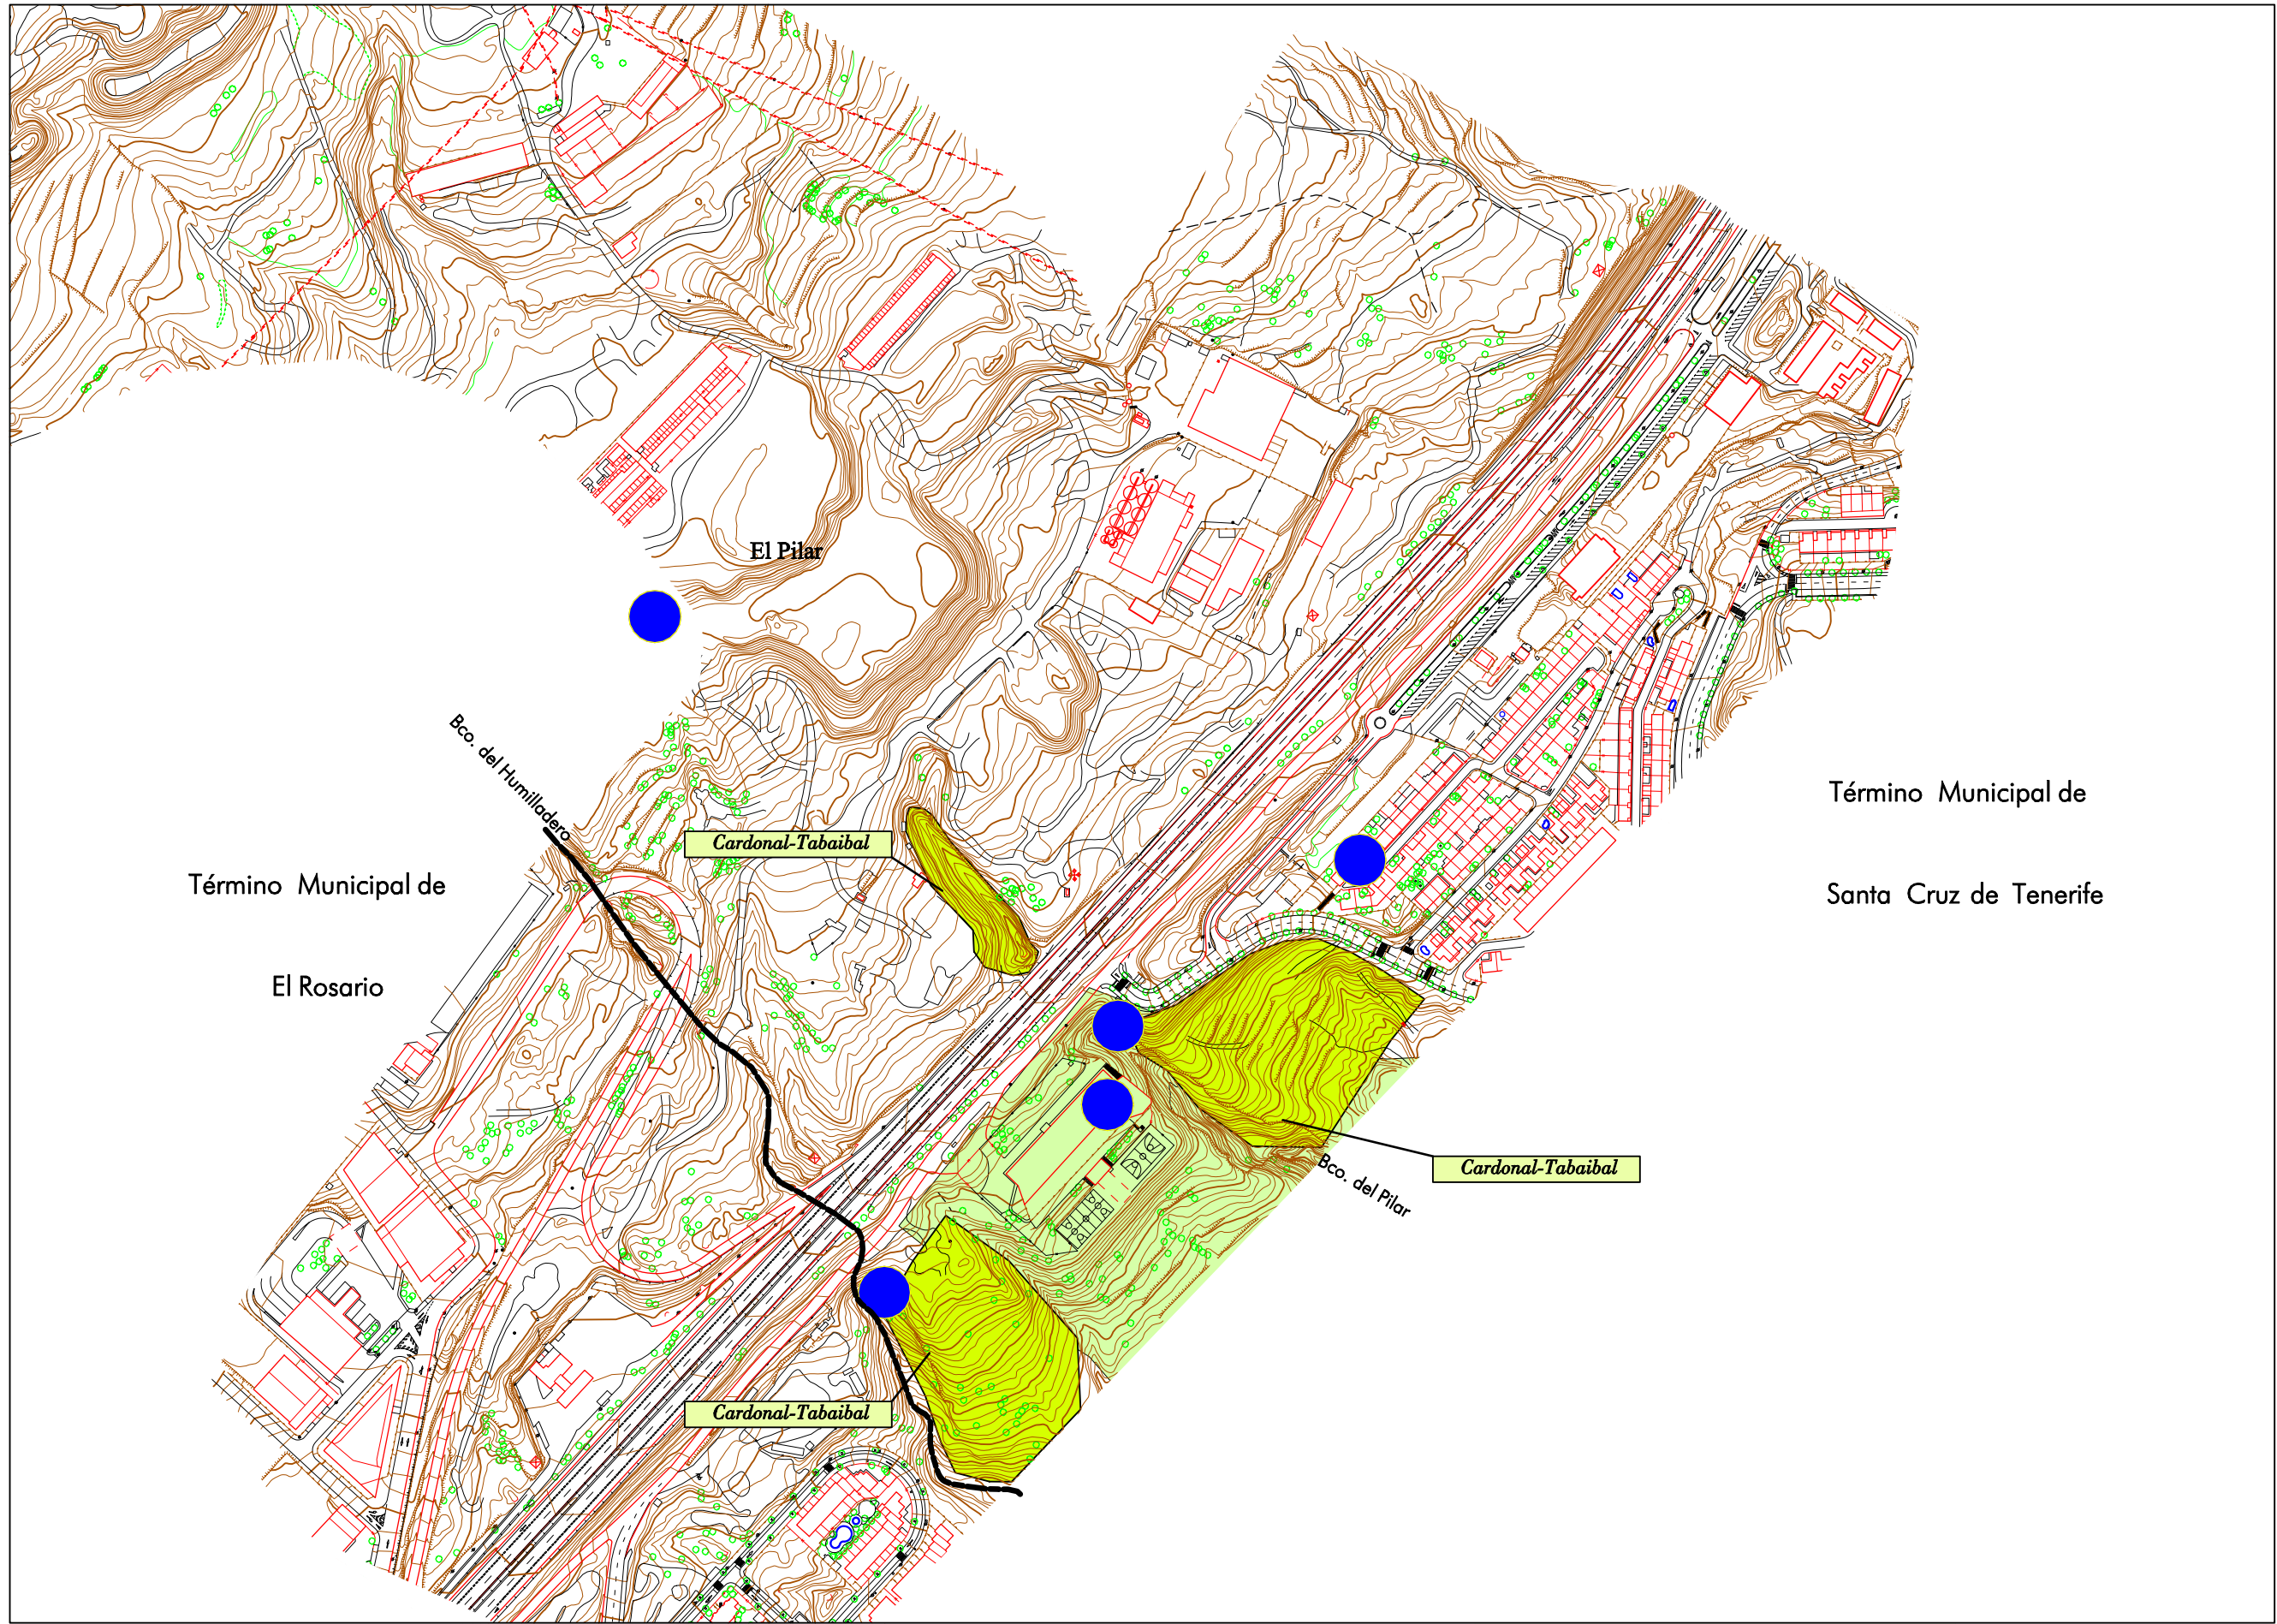 El Pilar
Bco. del Humilladero
Término Municipal de
Santa Cruz de Tenerife
Cardonal-Tabaibal
Término Municipal de
El Rosario
Cardonal-Tabaibal
Bco. del Pilar
Cardonal-Tabaibal